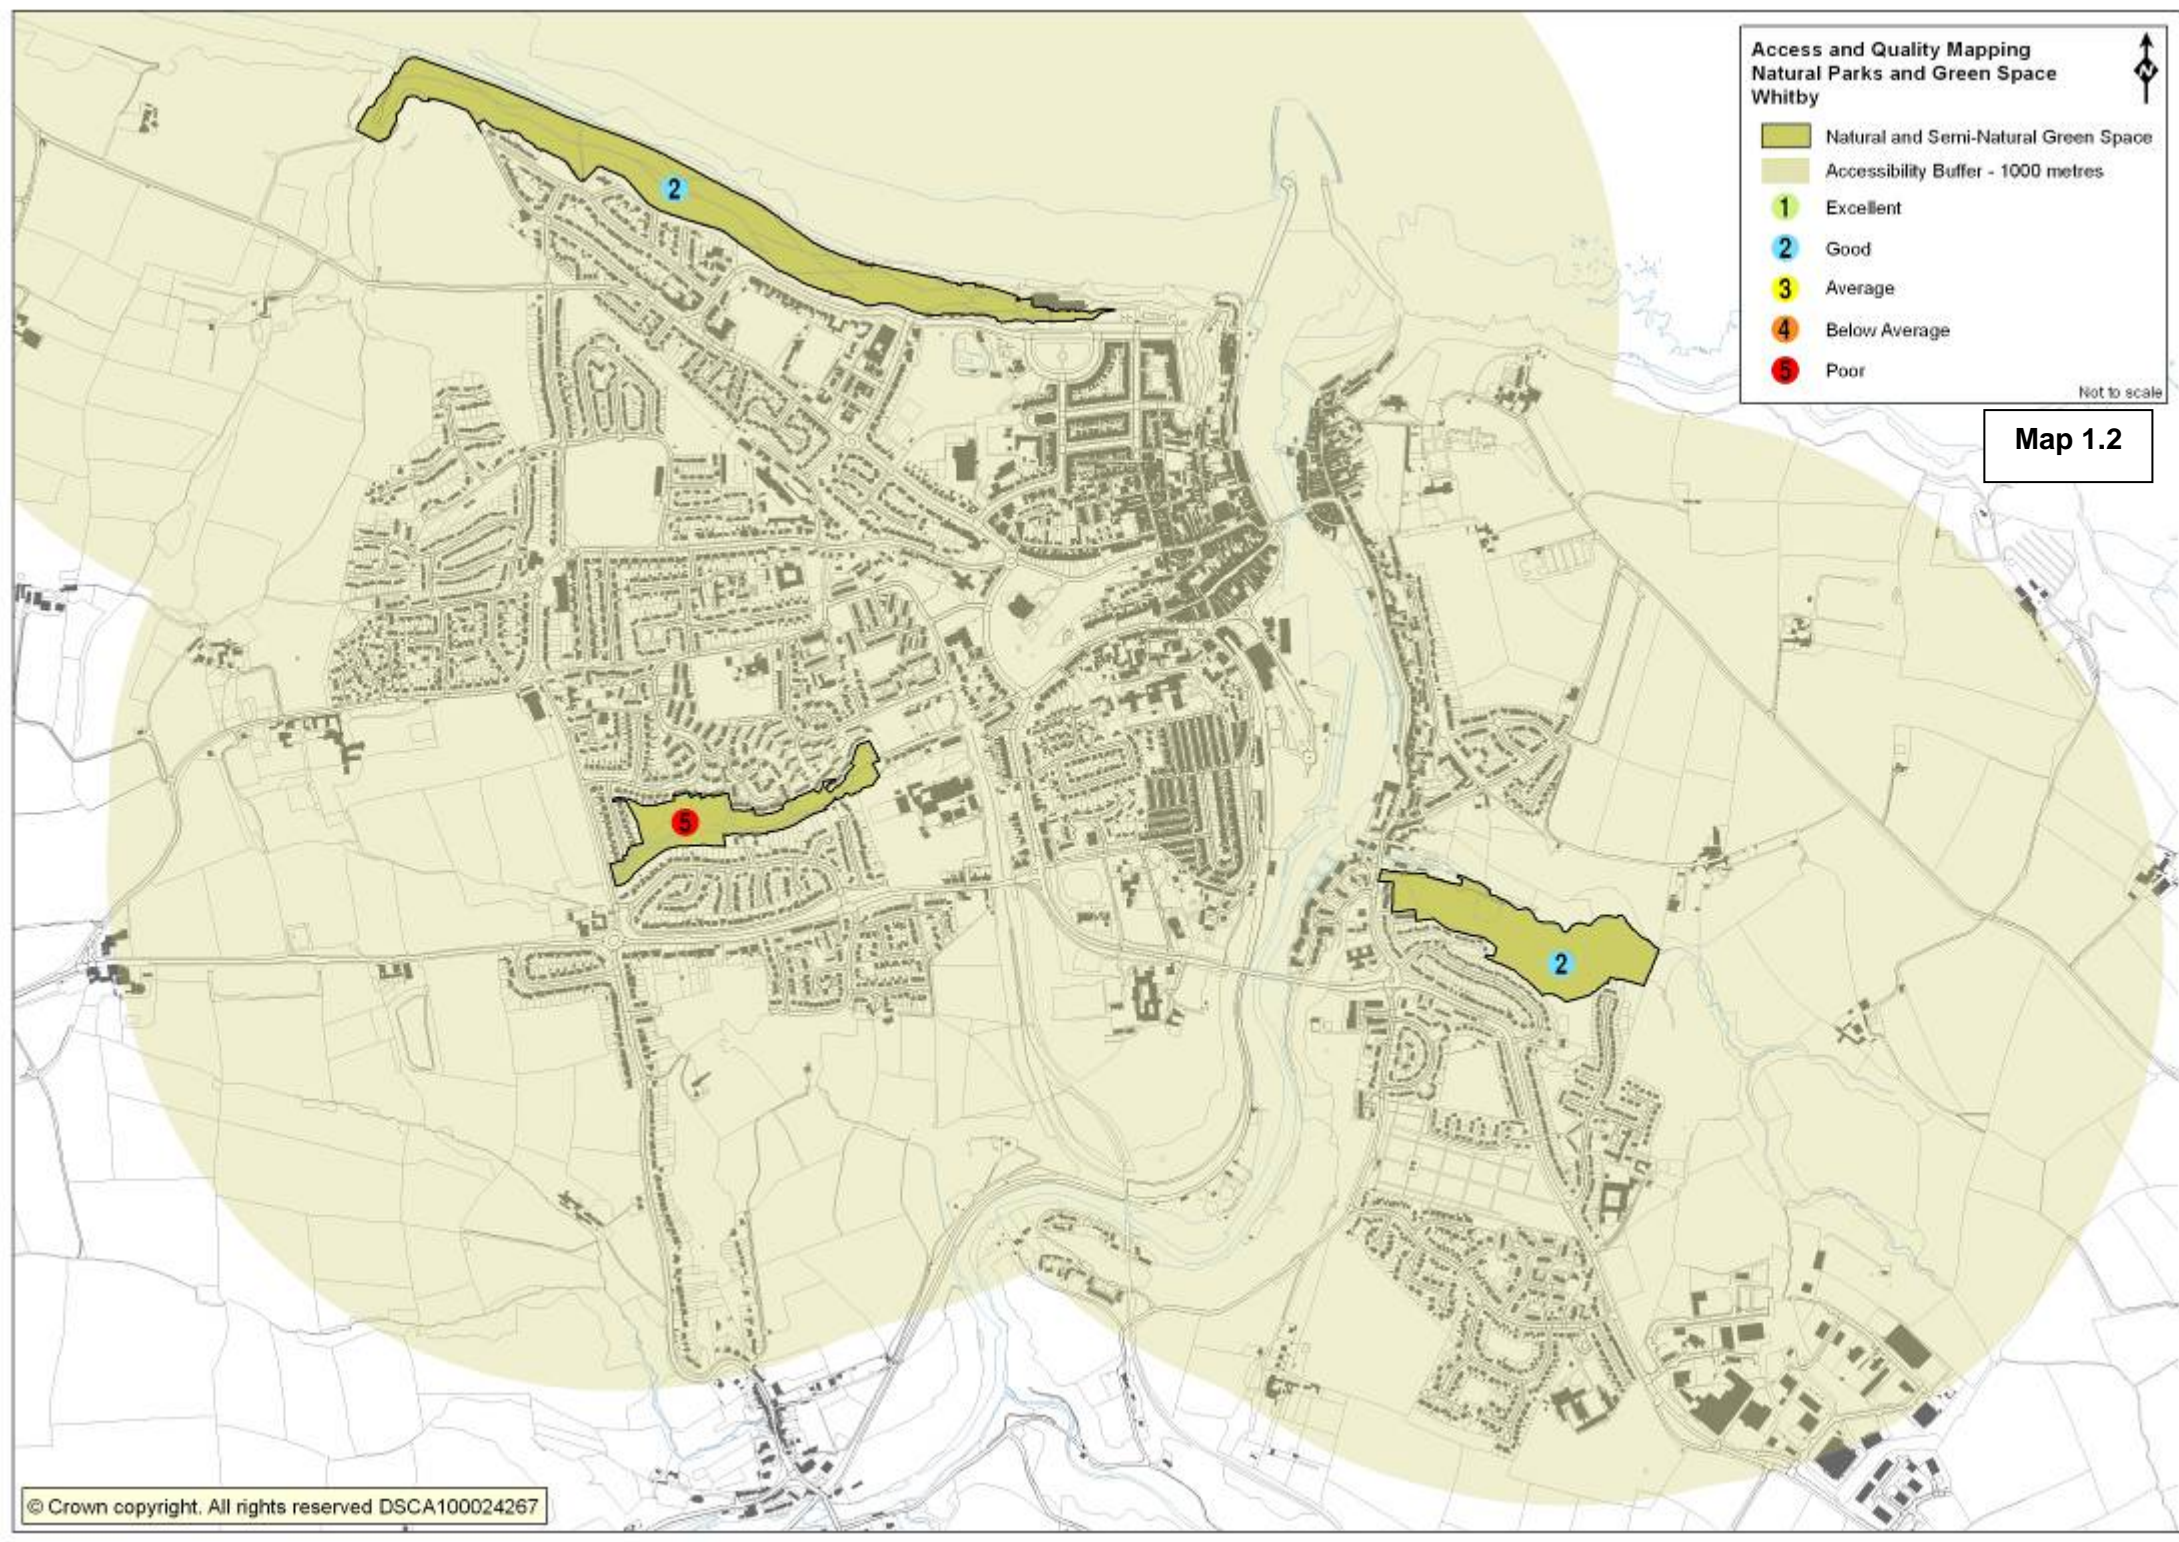 Access and Quality Mapping
Natural Parks and Green Space
Whitby
N
Natural and Semi-Natural Green Space
Accessibility Buffer - 1000 metres
1 Excellent
2 Good
3 Average
4 Below Average
5 Poor
Not to scale
Map 1.2
2
5
2
© Crown copyright. All rights reserved DSCA100024267